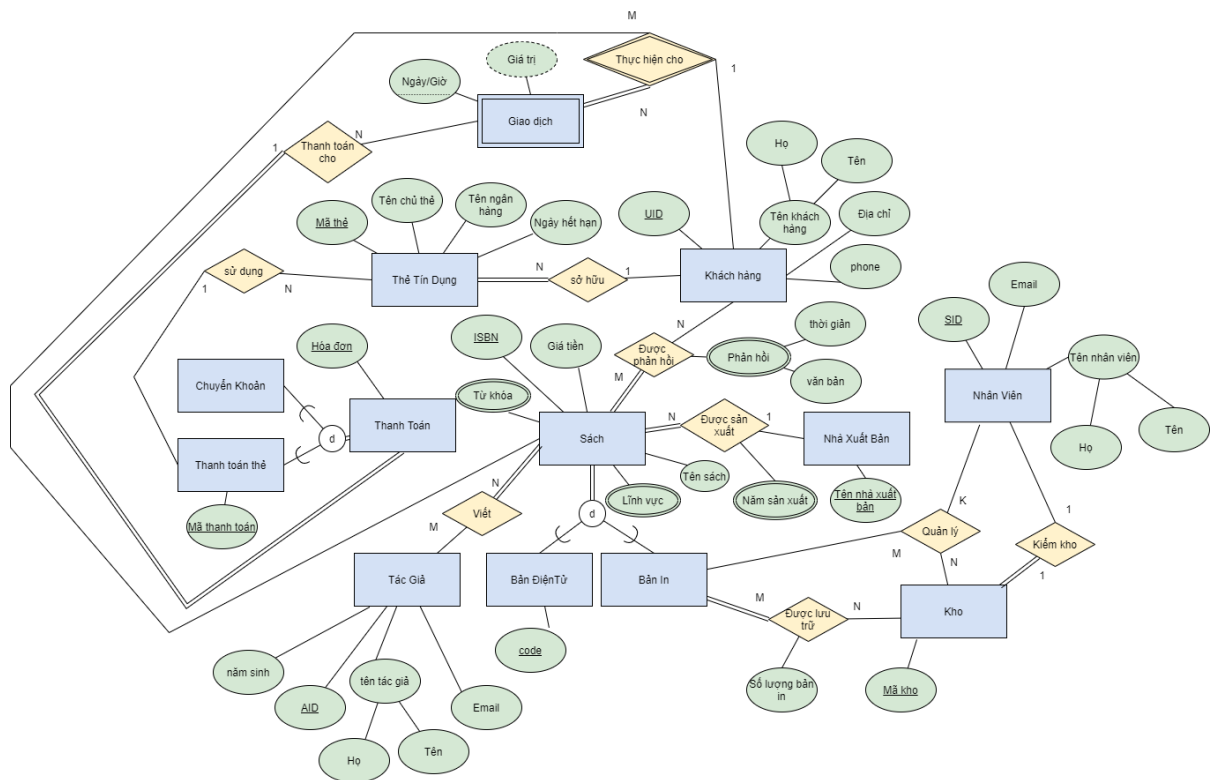 M
Giá trị
Thực hiện cho
1
Ngày/Giờ
N
Giao dịch
N
1
Thanh toán
cho
Họ
Tên
Tên chủ thẻ
Tên ngân
hàng
Mã thẻ
Ngày hết hạn
UID
Tên khách
hàng
Địa chỉ
phone
sử dụng
1
N
Thẻ Tín Dụng
N
sở hữu
1
Khách hàng
Email
SID
Hóa đơn
ISBN
Giá tiền
N
thời giản
Được
phản hồi
Phản hồi
văn bản
M
Tên nhân viên
Nhân Viên
Chuyển Khoản
Từ khóa
Thanh Toán
d
Sách
N
Được sản
xuất
1
Nhà Xuất Bản
Họ
Tên
Thanh toán thẻ
Tên sách
N
Lĩnh vực
Năm sản xuất
Tên nhà xuất
bản
K
1
Mã thanh toán
Viết
d
M
Quản lý
M
N
Kiểm kho
1
Tác Giả
Bản ĐiệnTử
Bản In
M
Được lưu
trữ
N
Kho
năm sinh
code
AID
tên tác giả
Email
Số lượng bản
in
Mã kho
Họ
Tên